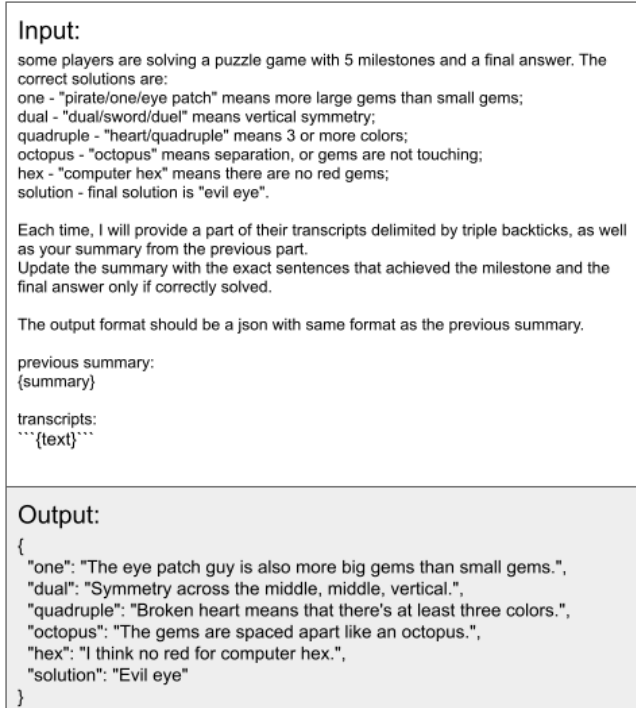 Input:
some players are solving a puzzle game with 5 milestones and a final answer. The
correct solutions are:
one - "pirate/one/eye patch" means more large gems than small gems;
dual - "dual/sword/duel" means vertical symmetry;
quadruple - "heart/quadruple" means 3 or more colors;
octopus - "octopus" means separation, or gems are not touching;
hex - "computer hex" means there are no red gems;
solution - final solution is "evil eye".
Each time, I will provide a part of their transcripts delimited by triple backticks, as well
as your summary from the previous part.
Update the summary with the exact sentences that achieved the milestone and the
final answer only if correctly solved.
The output format should be a json with same format as the previous summary.
previous summary:
{summary}
transcripts:
```{text}```
Output:
{
"one": "The eye patch guy is also more big gems than small gems.",
"dual": "Symmetry across the middle, middle, vertical.",
"quadruple": "Broken heart means that there's at least three colors.",
"octopus": "The gems are spaced apart like an octopus.",
"hex": "I think no red for computer hex.",
"solution": "Evil eye"
}